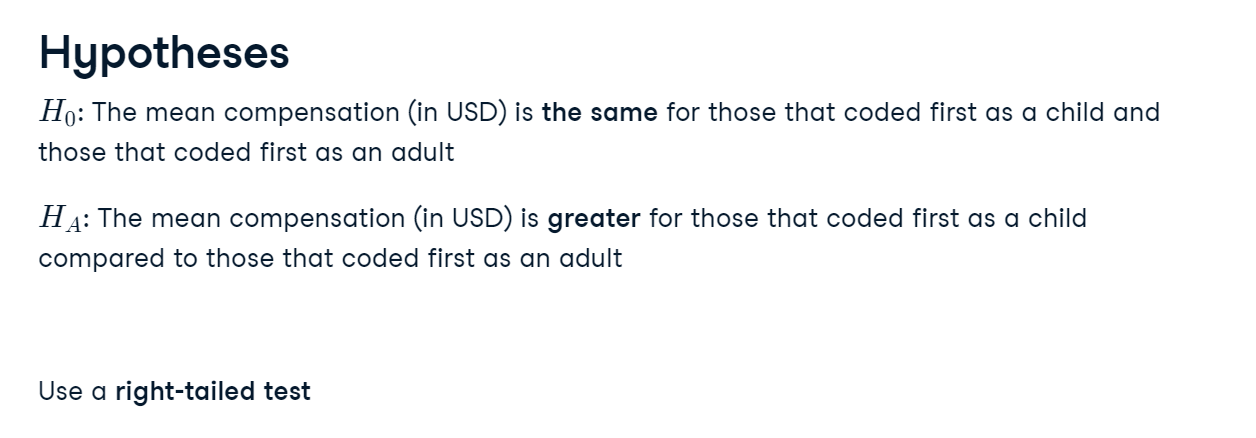 Hypotheses
H₀: The mean compensation (in USD) is the same for those that coded first as a child and
those that coded first as an adult
H_A: The mean compensation (in USD) is greater for those that coded first as a child
compared to those that coded first as an adult
Use a right-tailed test